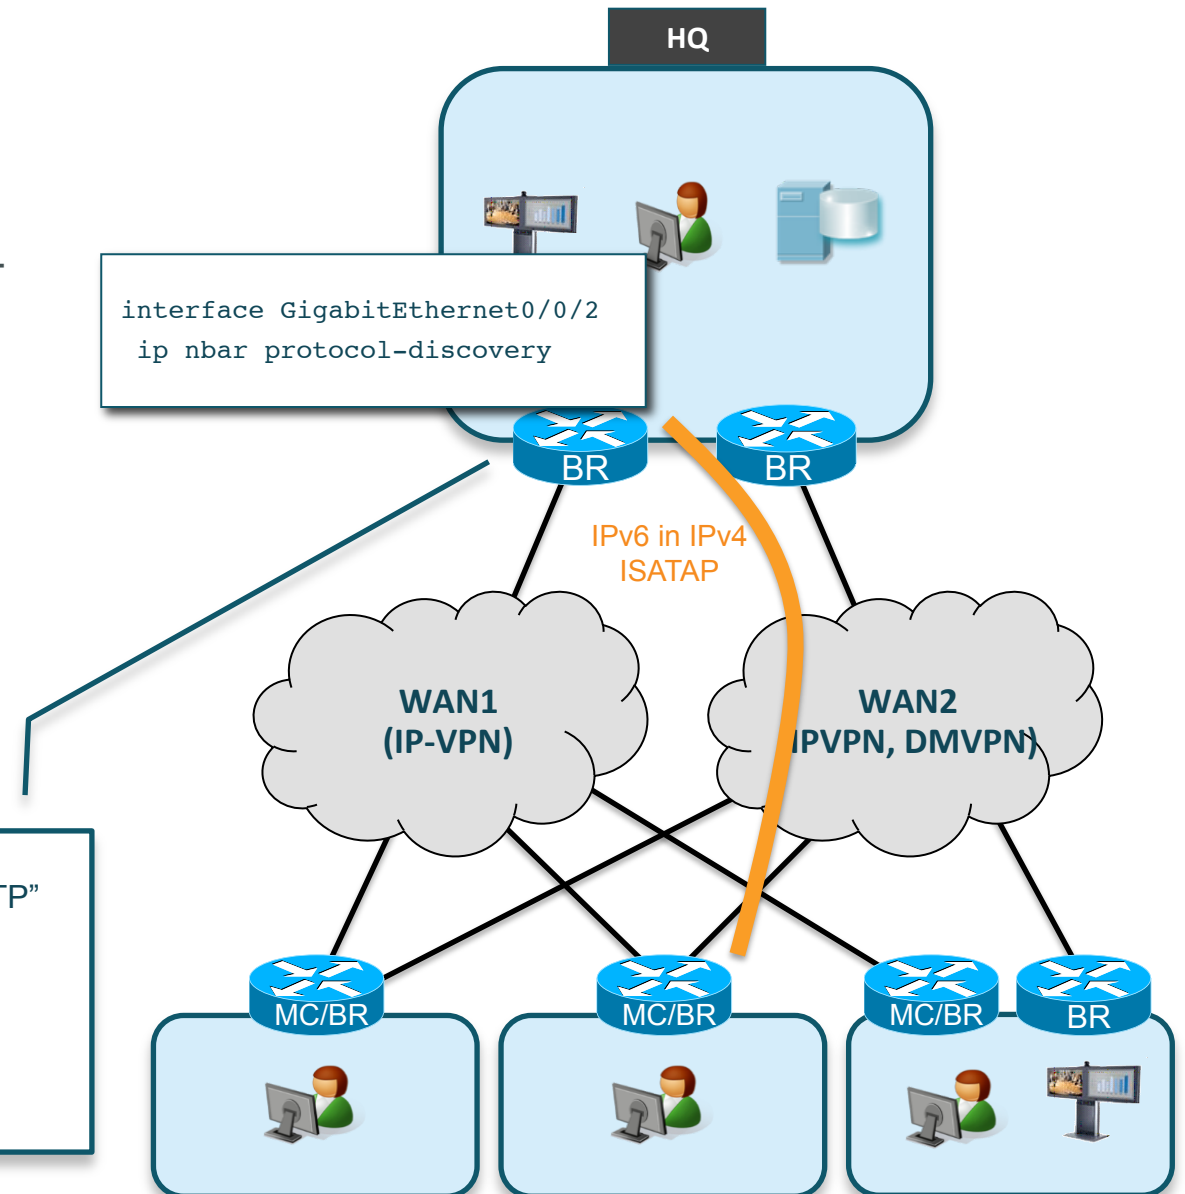 HQ
interface GigabitEthernet0/0/2
ip nbar protocol-discovery
BR
BR
IPv6 in IPv4
ISATAP
WAN1
(IP-VPN)
WAN2
IPVPN, DMVPN)
TP”
MC/BR
MC/BR
MC/BR
BR